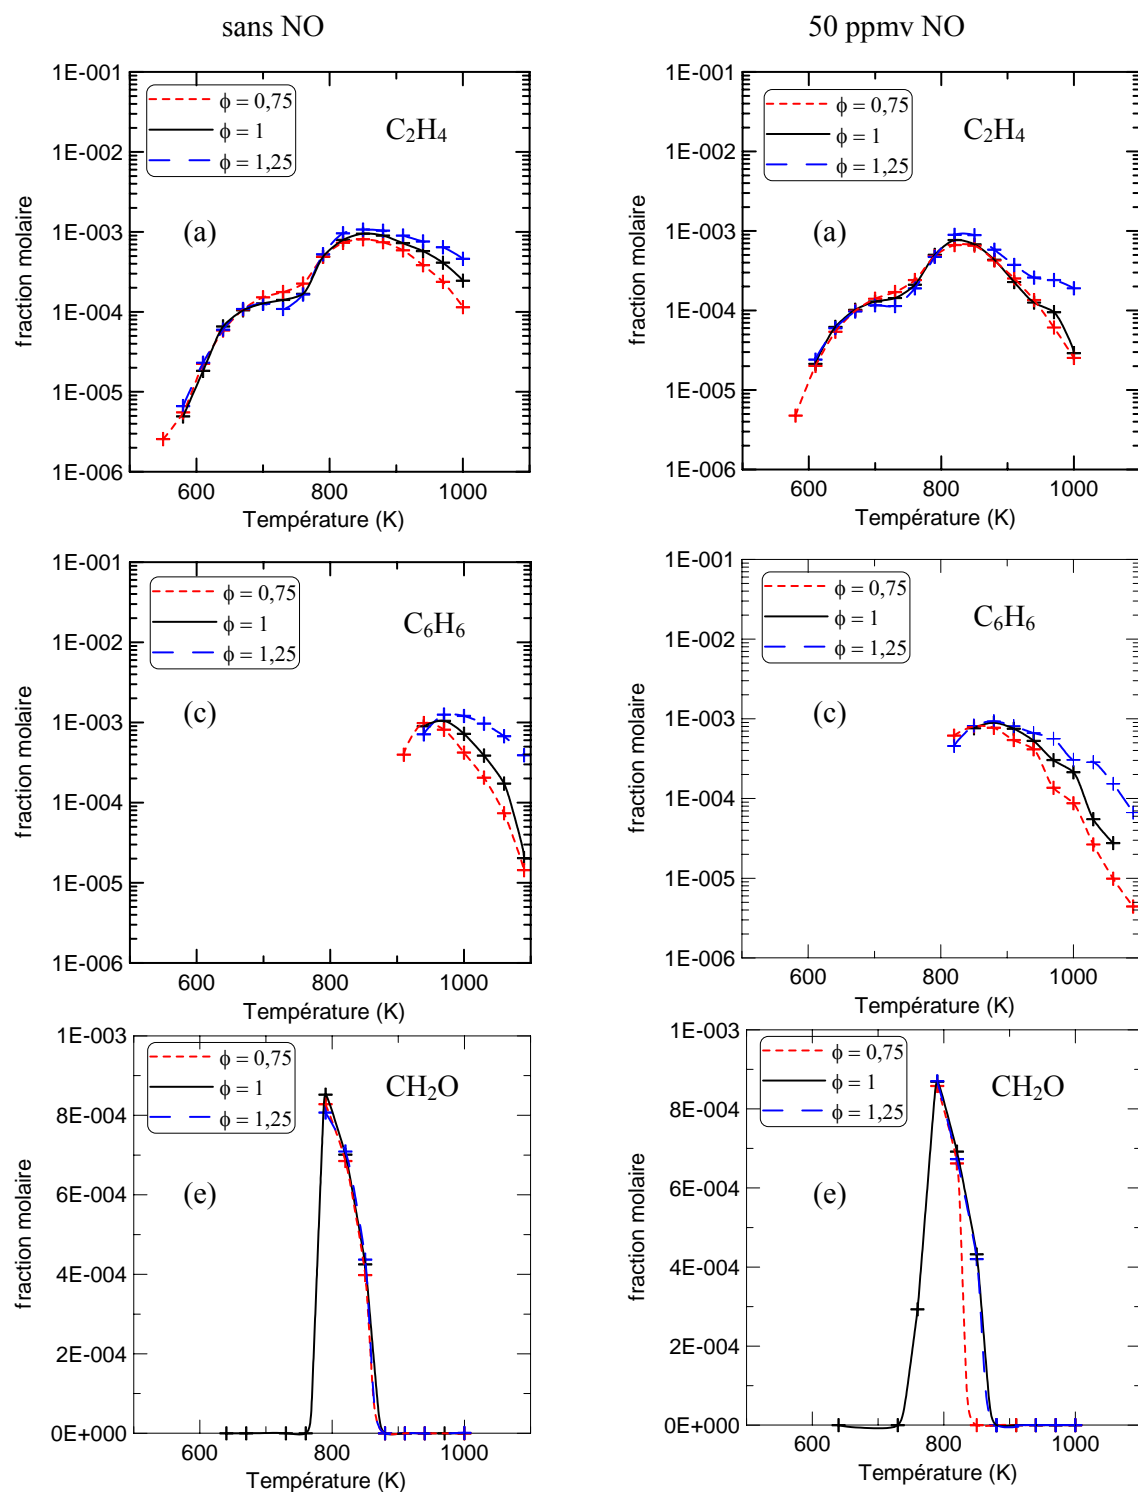 sans NO
50 ppmv NO
1E-001
1E-002
1E-003
1E-004
1E-005
1E-006
fraction molaire
ϕ = 0,75
ϕ = 1
ϕ = 1,25
C₂H₄
(a)
600 800 1000
Température (K)
1E-001
1E-002
1E-003
1E-004
1E-005
1E-006
fraction molaire
ϕ = 0,75
ϕ = 1
ϕ = 1,25
C₂H₄
(a)
600 800 1000
Température (K)
1E-001
1E-002
1E-003
1E-004
1E-005
1E-006
fraction molaire
ϕ = 0,75
ϕ = 1
ϕ = 1,25
C₆H₆
(c)
600 800 1000
Température (K)
1E-001
1E-002
1E-003
1E-004
1E-005
1E-006
fraction molaire
ϕ = 0,75
ϕ = 1
ϕ = 1,25
C₆H₆
(c)
600 800 1000
Température (K)
1E-003
8E-004
6E-004
4E-004
2E-004
0E+000
fraction molaire
ϕ = 0,75
ϕ = 1
ϕ = 1,25
CH₂O
(e)
600 800 1000
Température (K)
1E-003
8E-004
6E-004
4E-004
2E-004
0E+000
fraction molaire
ϕ = 0,75
ϕ = 1
ϕ = 1,25
CH₂O
(e)
600 800 1000
Température (K)